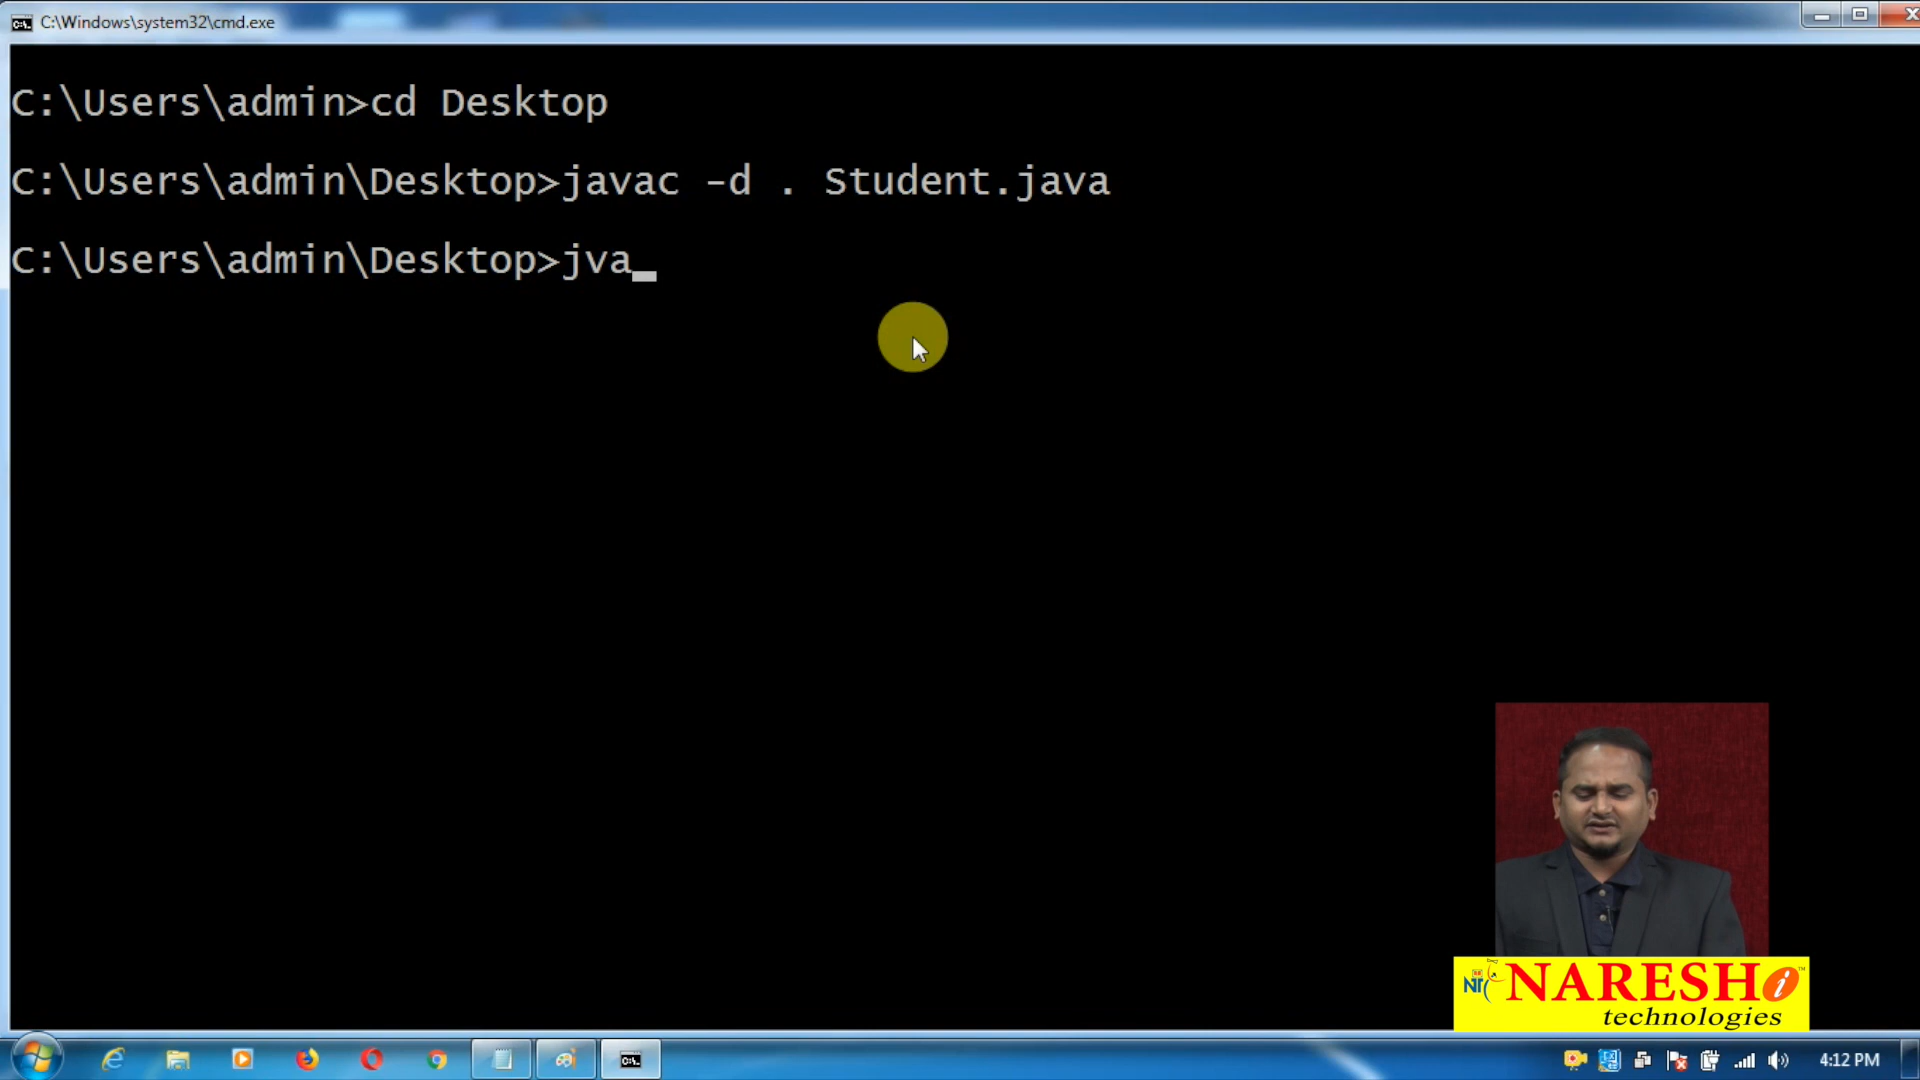 C:\Windows\system32\cmd.exe
C:\Users\admin>cd Desktop
C:\Users\admin\Desktop>javac -d . Student.java
C:\Users\admin\Desktop>jva_
NARESH i
technologies
4:12 PM